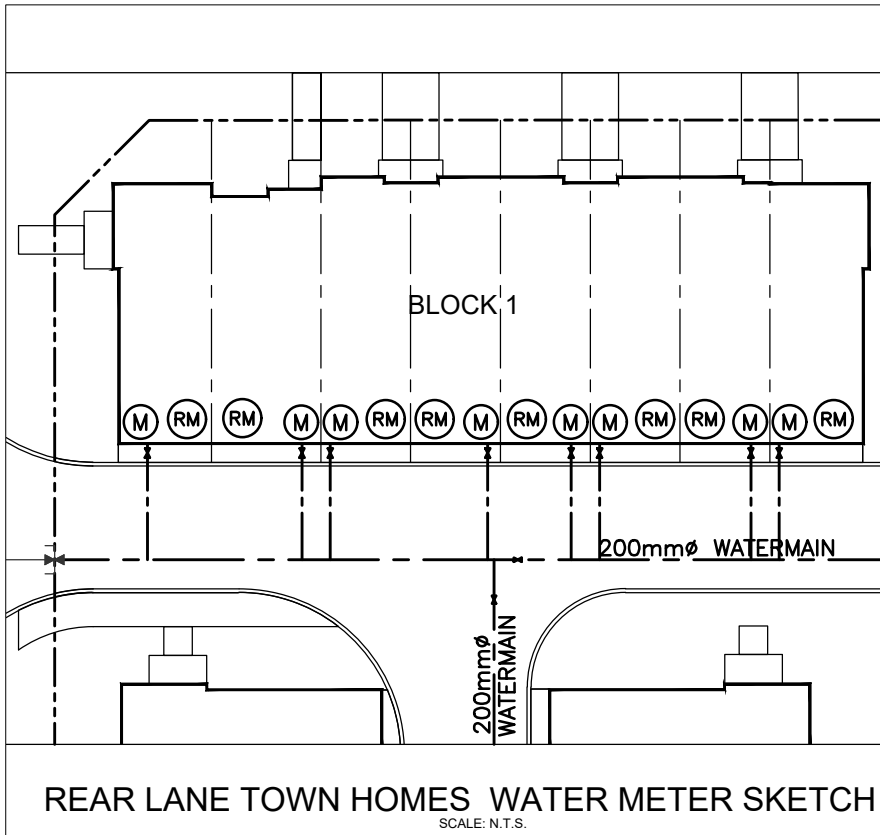 BLOCK 1
M RM RM M M RM RM M RM M M RM RM M M RM
200mmø WATERMAIN
200mmø
WATERMAIN
REAR LANE TOWN HOMES WATER METER SKETCH
SCALE: N.T.S.